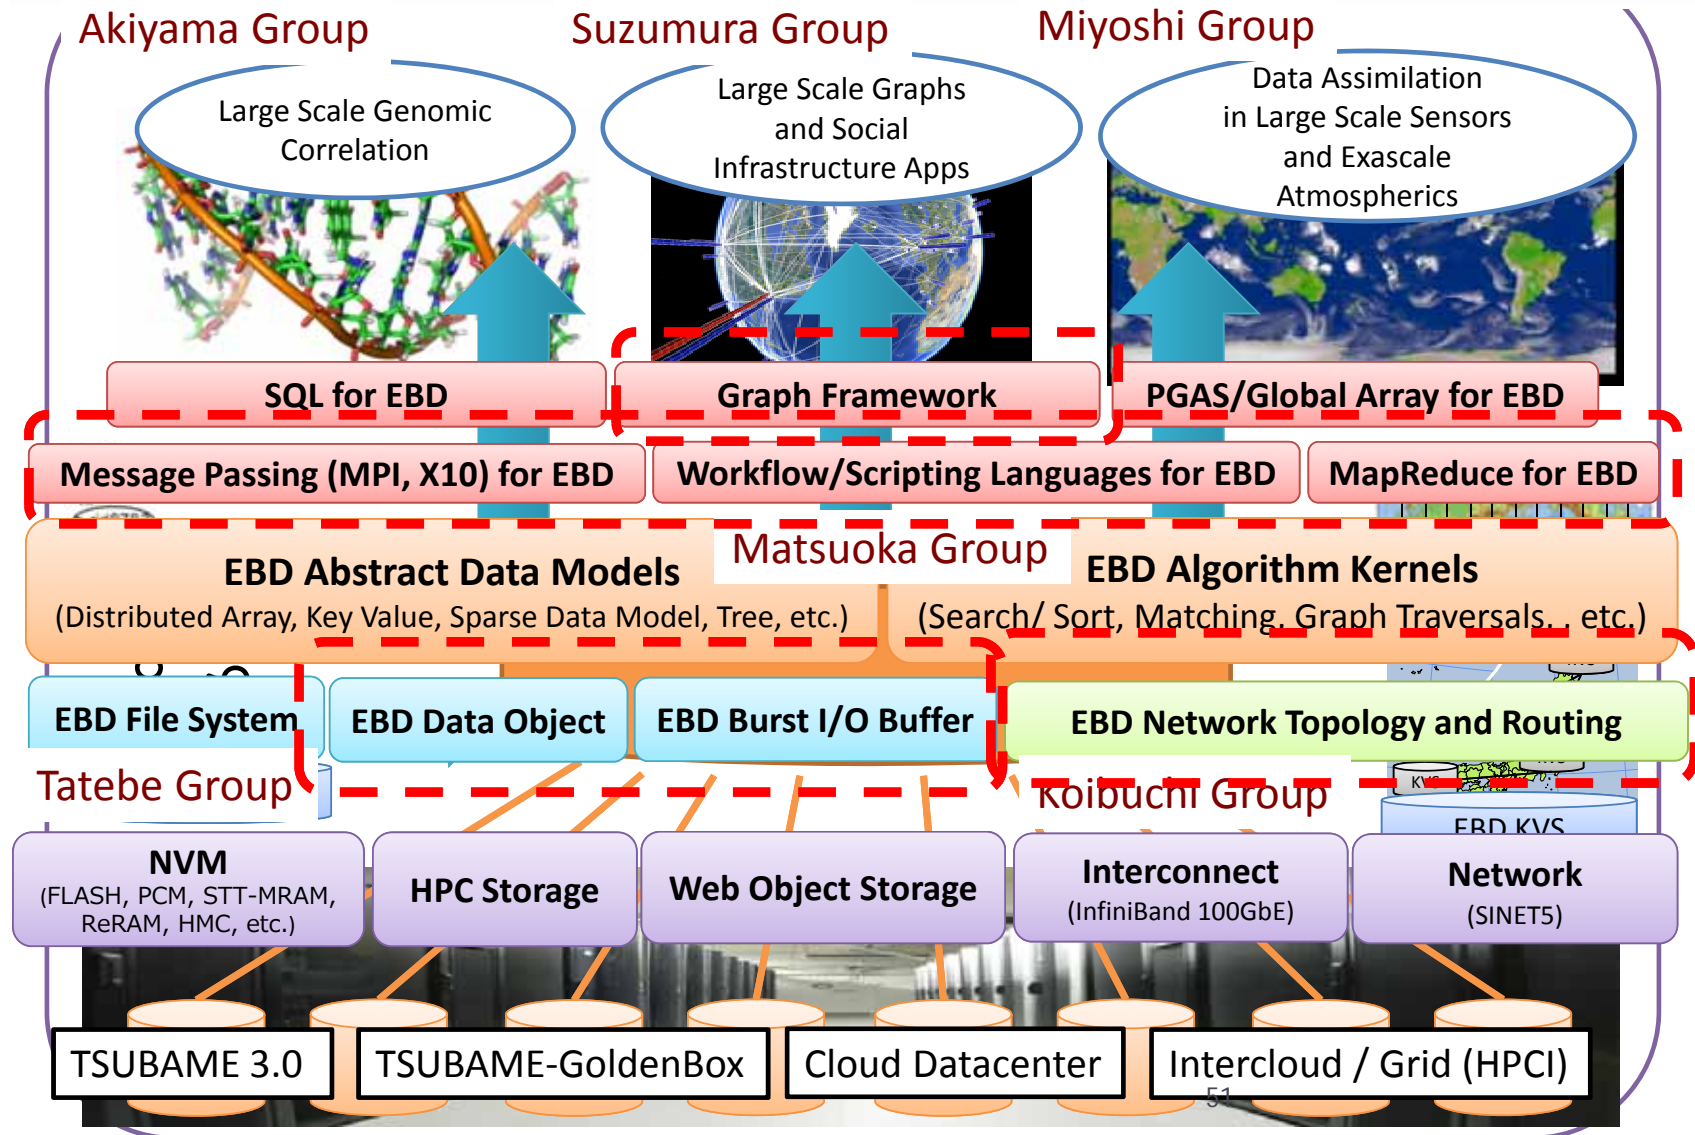 Akiyama Group
Suzumura Group
Miyoshi Group
Large Scale Genomic
Correlation
Large Scale Graphs
and Social
Infrastructure Apps
Data Assimilation
in Large Scale Sensors
and Exascale
Atmospherics
SQL for EBD
Graph Framework
PGAS/Global Array for EBD
Message Passing (MPI, X10) for EBD
Workflow/Scripting Languages for EBD
MapReduce for EBD
Matsuoka Group
EBD Abstract Data Models
(Distributed Array, Key Value, Sparse Data Model, Tree, etc.)
EBD Algorithm Kernels
(Search/ Sort, Matching, Graph Traversals, , etc.)
EBD File System
EBD Data Object
EBD Burst I/O Buffer
EBD Network Topology and Routing
Tatebe Group
Koibuchi Group
KVS
EBD KVS
NVM
(FLASH, PCM, STT-MRAM,
ReRAM, HMC, etc.)
HPC Storage
Web Object Storage
Interconnect
(InfiniBand 100GbE)
Network
(SINET5)
TSUBAME 3.0
TSUBAME-GoldenBox
Cloud Datacenter
Intercloud / Grid (HPCI)
51